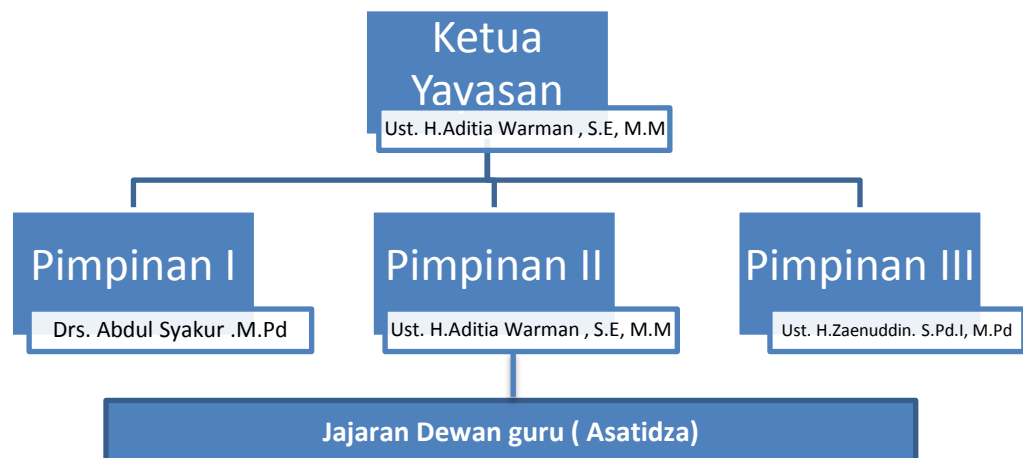 Ketua
Yayasan
Ust. H.Aditia Warman , S.E, M.M
Pimpinan I
Pimpinan II
Pimpinan III
Drs. Abdul Syakur .M.Pd
Ust. H.Aditia Warman , S.E, M.M
Ust. H.Zaenuddin. S.Pd.I, M.Pd
Jajaran Dewan guru ( Asatidza)